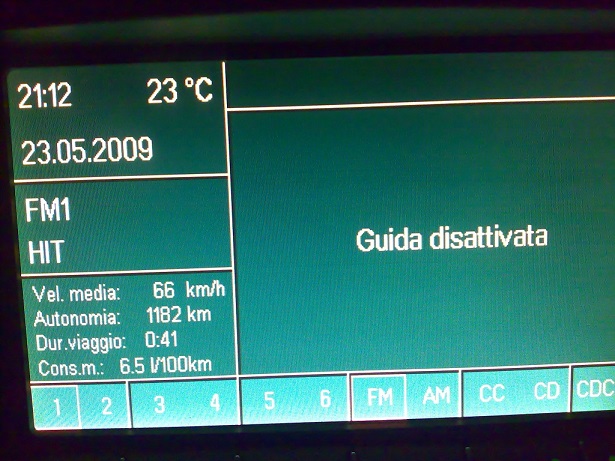 21:12 23 °C
23.05.2009
FM1
HIT
Guida disattivata
Vel. media: 66 km/h
Autonomia: 1182 km
Dur.viaggio: 0:41
Cons.m.: 6.5 l/100km
1 2 3 4 5 6 FM AM CC CD CDC